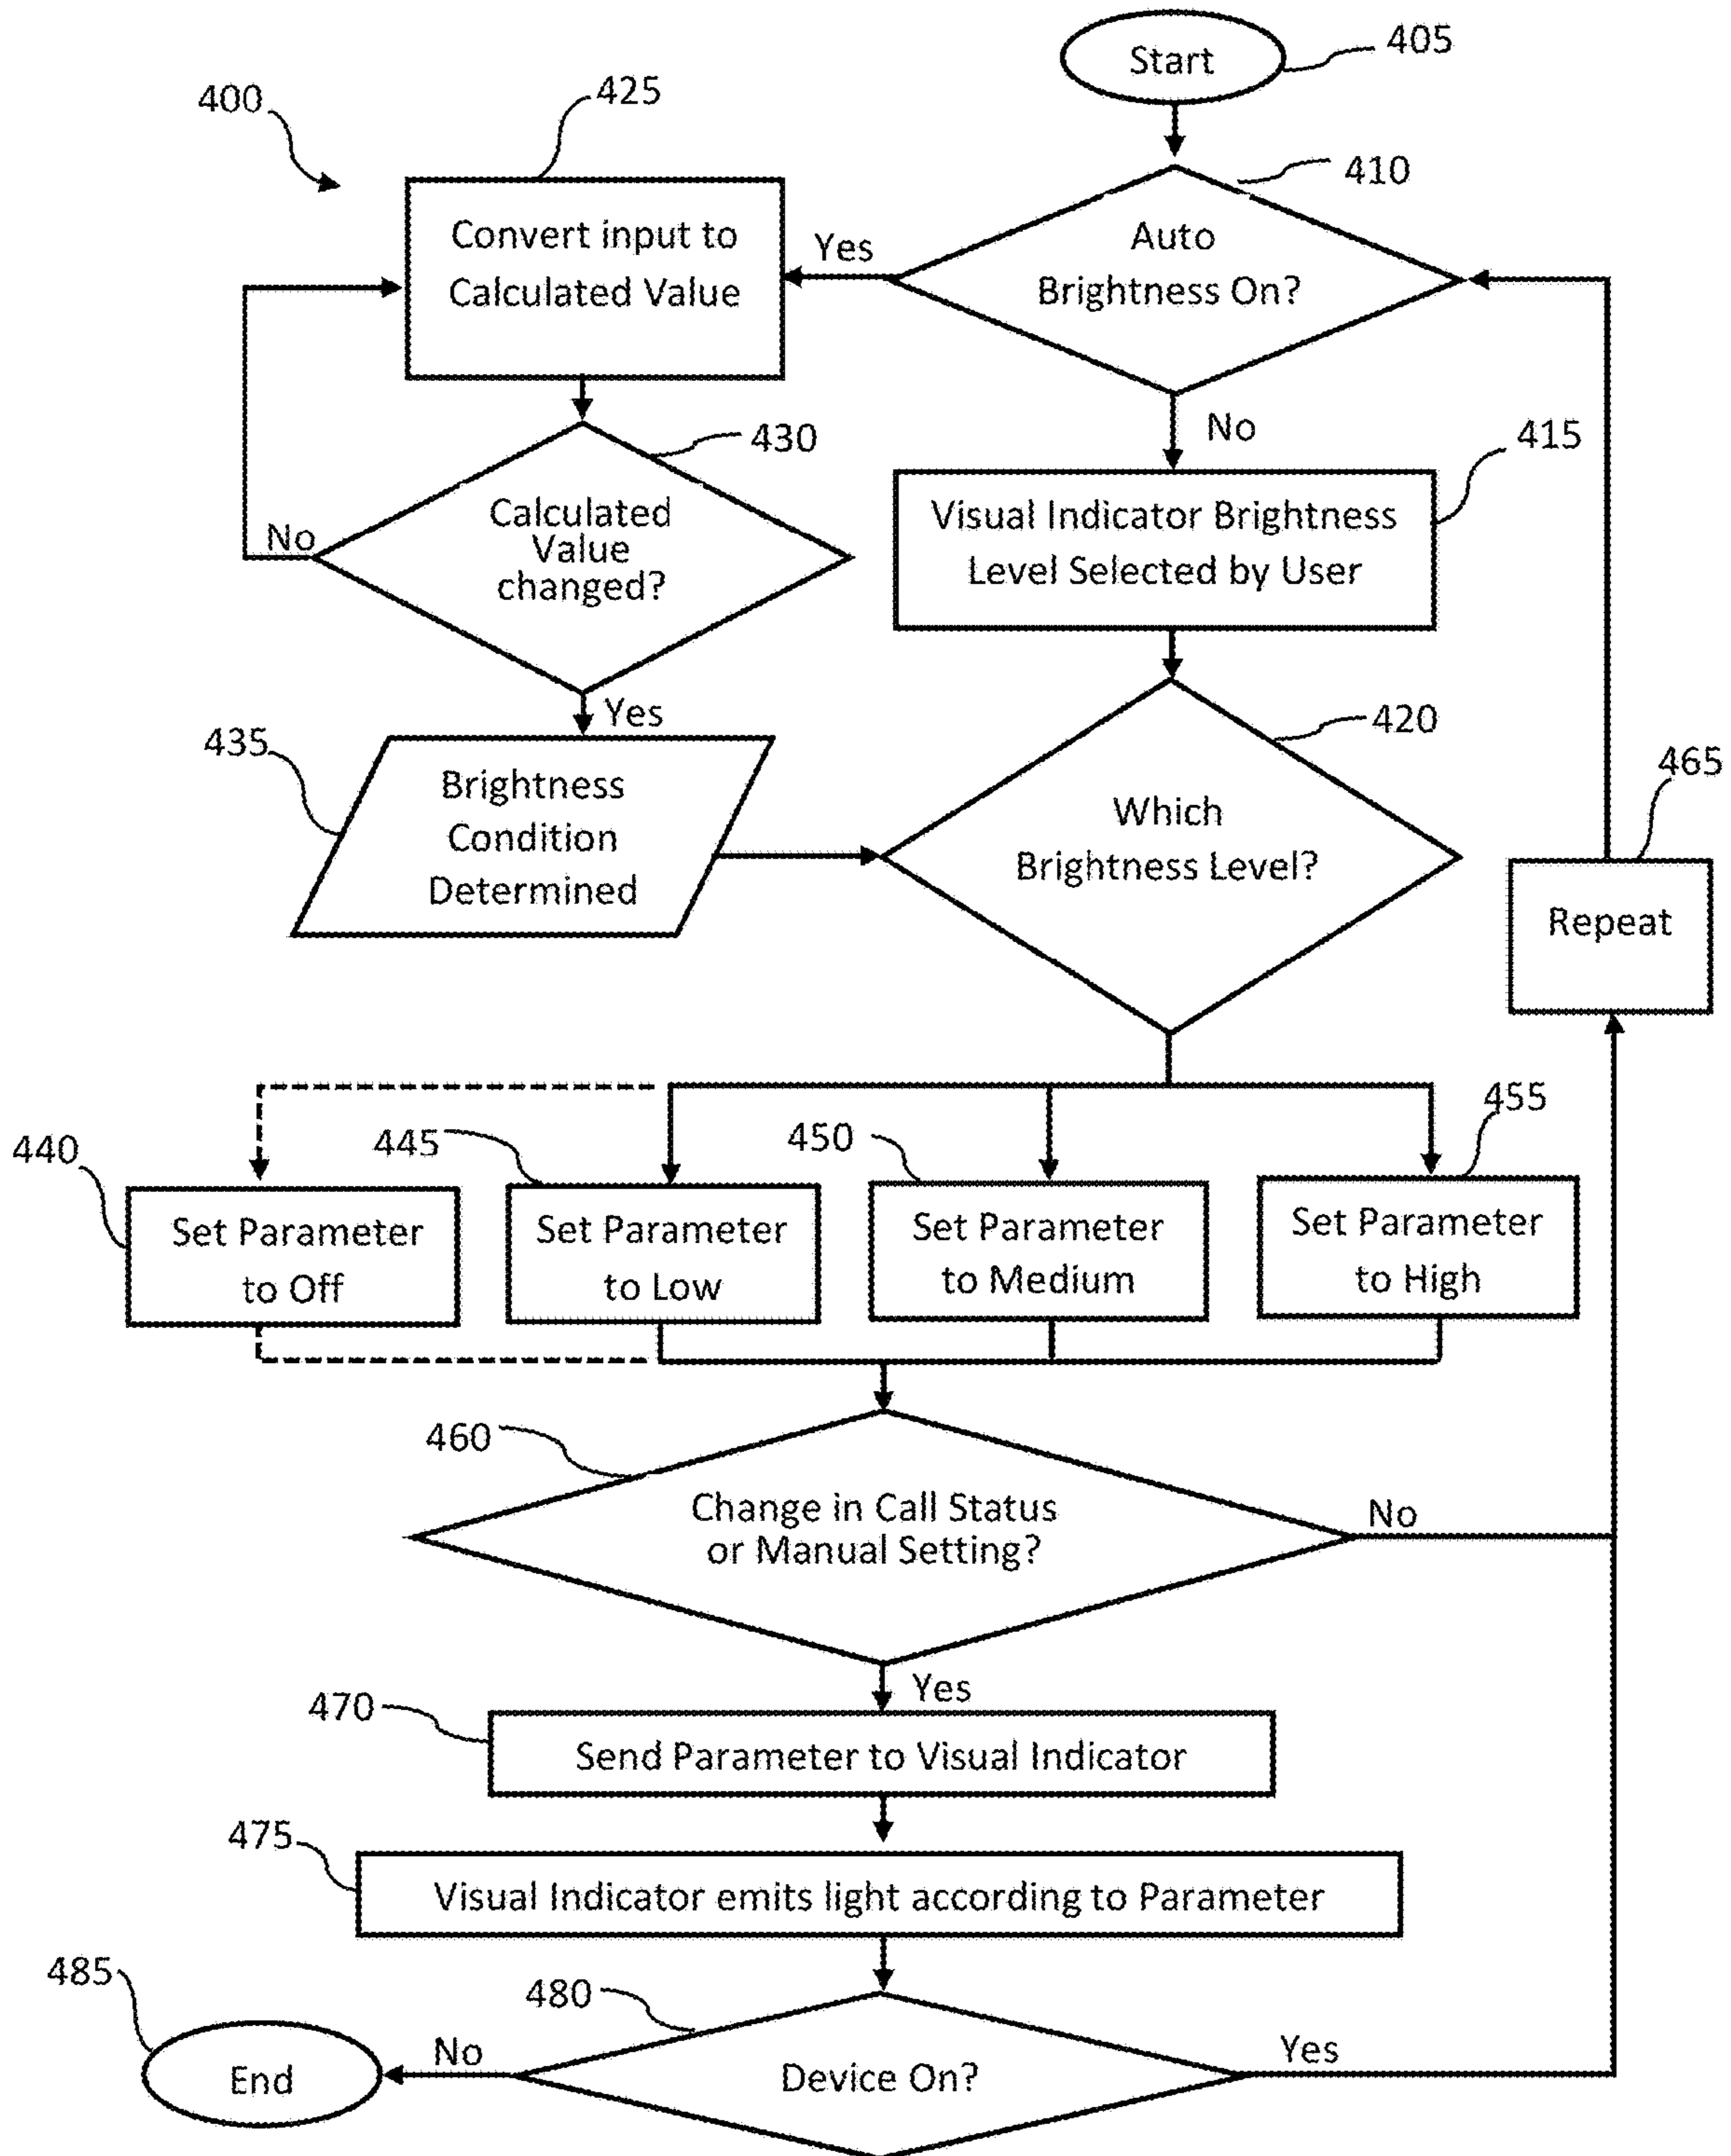 Start
405
400
425
410
Convert input to
Calculated Value
Yes
Auto
Brightness On?
No
430
415
Calculated
Value
changed?
No
Visual Indicator Brightness
Level Selected by User
Yes
435
420
465
Brightness
Condition
Determined
Which
Brightness Level?
Repeat
440
445
450
455
Set Parameter
to Off
Set Parameter
to Low
Set Parameter
to Medium
Set Parameter
to High
460
Change in Call Status
or Manual Setting?
No
Yes
470
Send Parameter to Visual Indicator
475
Visual Indicator emits light according to Parameter
485
480
End
No
Device On?
Yes